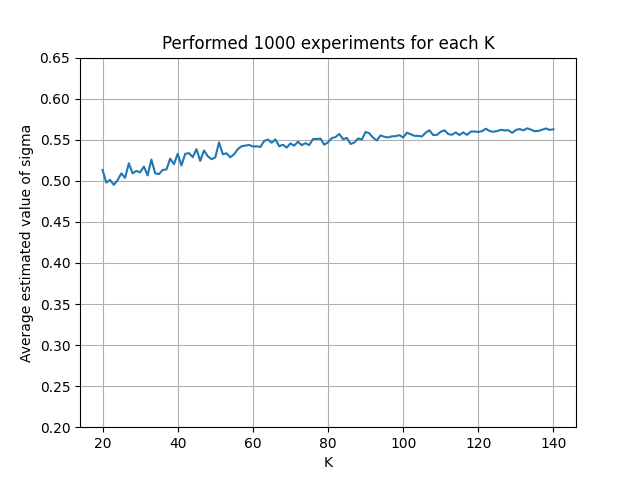 Performed 1000 experiments for each K
0.65
0.60
0.55
0.50
0.45
0.40
0.35
0.30
0.25
0.20
Average estimated value of sigma
20 40 60 80 100 120 140
K